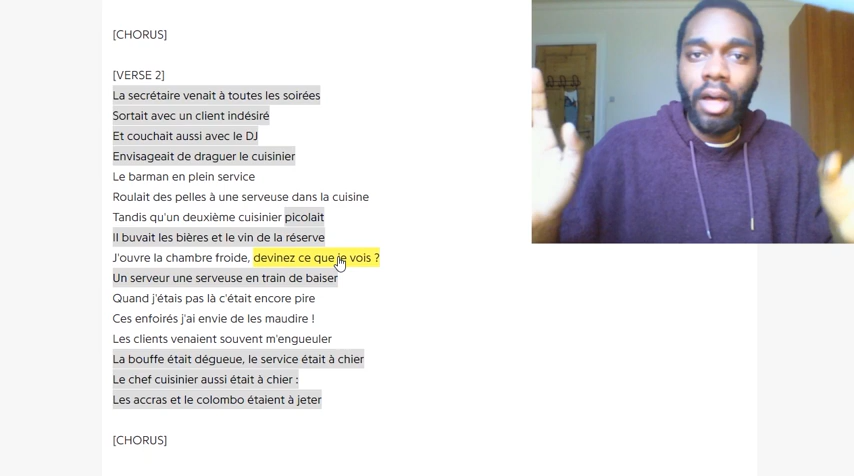 [CHORUS]
[VERSE 2]
La secrétaire venait à toutes les soirées
Sortait avec un client indésiré
Et couchait aussi avec le DJ
Envisageait de draguer le cuisinier
Le barman en plein service
Roulait des pelles à une serveuse dans la cuisine
Tandis qu'un deuxième cuisinier picolait
Il buvait les bières et le vin de la réserve
J'ouvre la chambre froide, devinez ce que je vois ?
Un serveur une serveuse en train de baiser
Quand j'étais pas là c'était encore pire
Ces enfoirés j'ai envie de les maudire !
Les clients venaient souvent m'engueuler
La bouffe était dégueue, le service était à chier
Le chef cuisinier aussi était à chier :
Les accras et le colombo étaient à jeter
[CHORUS]